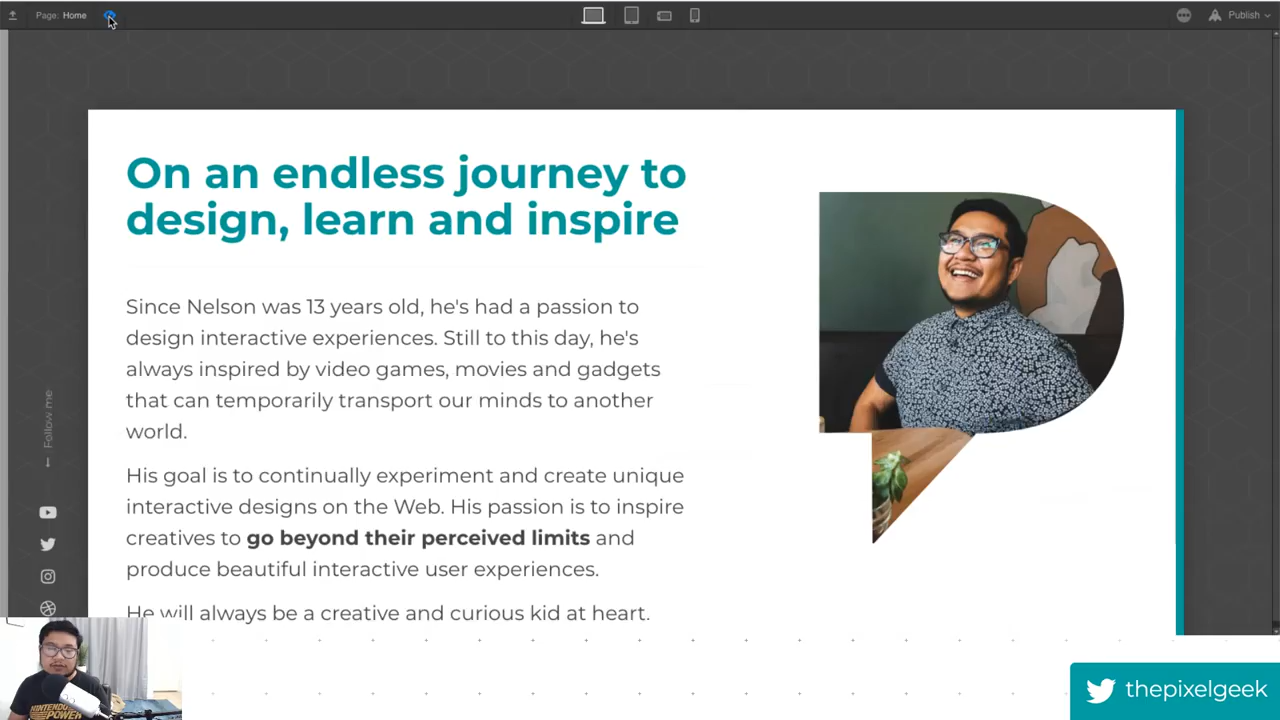 Page: Home
Publish
On an endless journey to
design, learn and inspire
Since Nelson was 13 years old, he's had a passion to
design interactive experiences. Still to this day, he's
always inspired by video games, movies and gadgets
that can temporarily transport our minds to another
world.
His goal is to continually experiment and create unique
interactive designs on the Web. His passion is to inspire
creatives to go beyond their perceived limits and
produce beautiful interactive user experiences.
He will always be a creative and curious kid at heart.
Follow me
NINTENDO
POWER
thepixelgeek